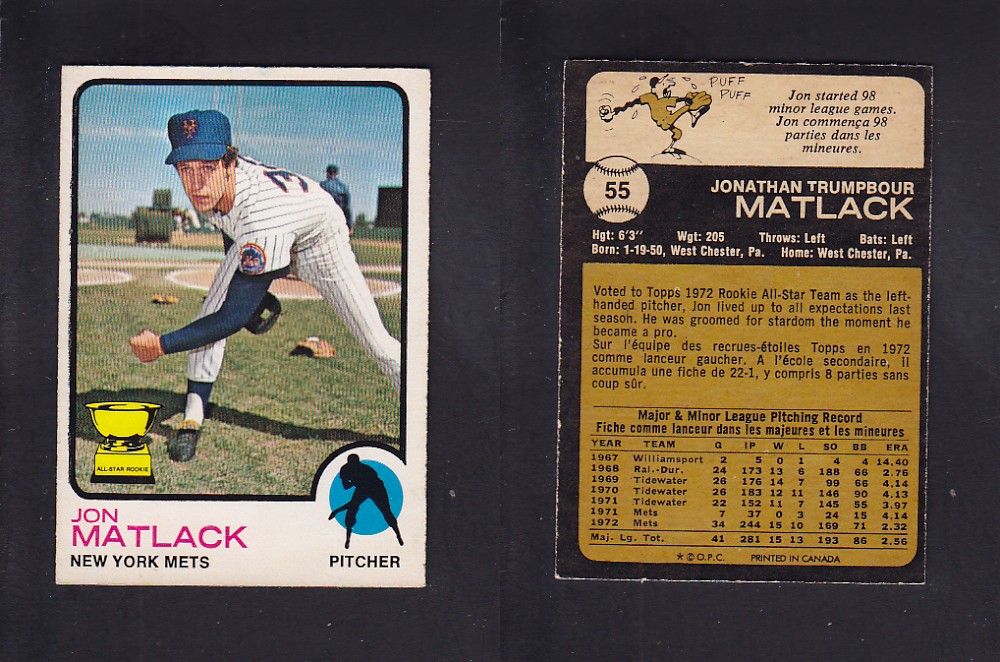 ALL-STAR ROOKIE
JON
MATLACK
NEW YORK METS
PITCHER
PUFF
PUFF
Jon started 98
minor league games.
Jon commença 98
parties dans les
mineures.
55
JONATHAN TRUMPBOUR
MATLACK
Hgt: 6'3" Wgt: 205 Throws: Left Bats: Left
Born: 1-19-50, West Chester, Pa. Home: West Chester, Pa.
Voted to Topps 1972 Rookie All-Star Team as the left-
handed pitcher, Jon lived up to all expectations last
season. He was groomed for stardom the moment he
became a pro.
Sur l'équipe des recrues-étoiles Topps en 1972
comme lanceur gaucher. A l'école secondaire, il
accumula une fiche de 22-1, y compris 8 parties sans
coup sûr.
Major & Minor League Pitching Record
Fiche comme lanceur dans les majeures et les mineures
YEAR TEAM G IP W L SO BB ERA
1967 Williamsport 2 5 0 1 4 4 14.40
1968 Ral.-Dur. 24 173 13 6 188 66 2.76
1969 Tidewater 26 176 14 7 99 66 4.14
1970 Tidewater 26 183 12 11 146 90 4.13
1971 Tidewater 22 152 11 7 145 55 3.97
1971 Mets 7 37 0 3 24 15 4.14
1972 Mets 34 244 15 10 169 71 2.32
Maj. Lg. Tot. 41 281 15 13 193 86 2.56
* © O.P.C. PRINTED IN CANADA